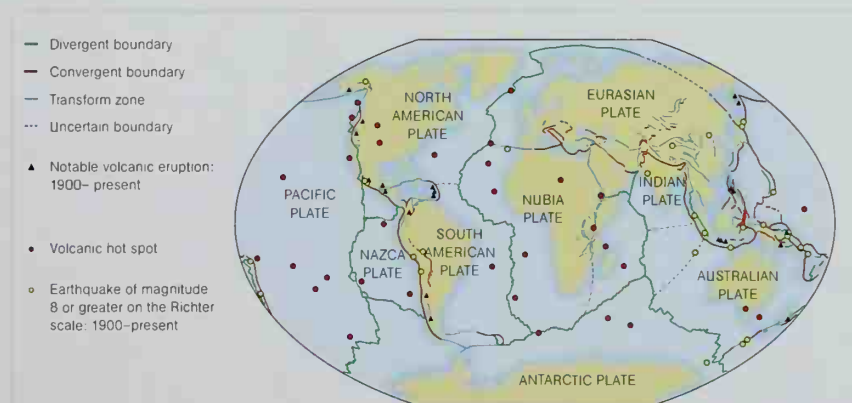 Divergent boundary
Convergent boundary
Transform zone
Uncertain boundary
Notable volcanic eruption:
1900– present
Volcanic hot spot
Earthquake of magnitude
8 or greater on the Richter
scale: 1900–present
NORTH
AMERICAN
PLATE
EURASIAN
PLATE
PACIFIC
PLATE
NUBIA
PLATE
INDIAN
PLATE
NAZCA
PLATE
SOUTH
AMERICAN
PLATE
AUSTRALIAN
PLATE
ANTARCTIC PLATE